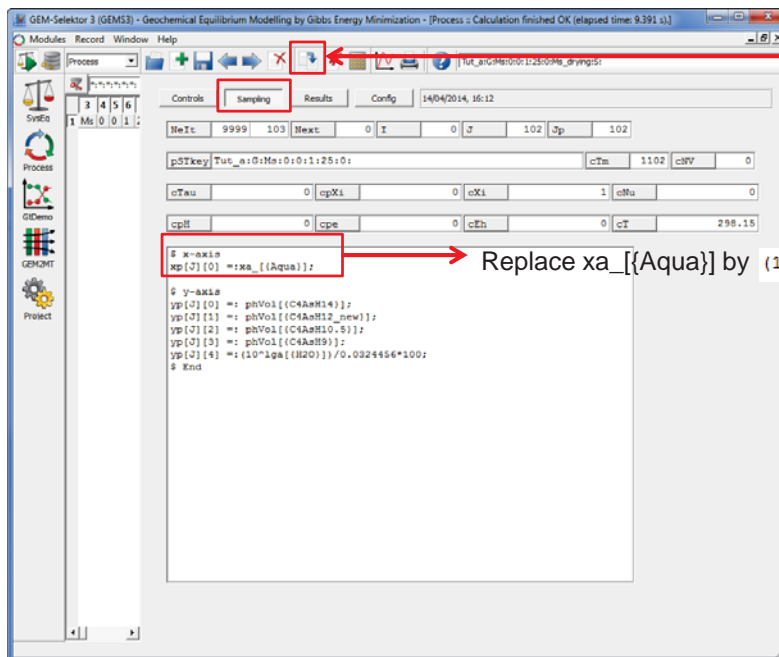 GEM-Selektor 3 (GEMS3) - Geochemical Equilibrium Modelling by Gibbs Energy Minimization - [Process :: Calculation finished OK (elapsed time: 9.391 s).]
Modules Record Window Help
Process
Tut_a:G:Ms:0:0:1:25:0:Ms_drying:S:
Controls Sampling Results Config 14/04/2014, 16:12
3 4 5 6
1 Ms 0 0 1
SysEq
Process
GtDemo
GEM2MT
Project
NeIt 9999 103 Next 0 I 0 J 102 Jp 102
pSTkey Tut_a:G:Ms:0:0:1:25:0: cTm 1102 cNV 0
cTau 0 cpXi 0 cXi 1 cNu 0
cpH 0 cpe 0 cEh 0 cT 298.15
$ x-axis
xp[J][0] =:xa_[{Aqua}];
Replace xa_[{Aqua}] by (1
$ y-axis
yp[J][0] =: phVol[{C4AsH14}];
yp[J][1] =: phVol[{C4AsH12_new}];
yp[J][2] =: phVol[{C4AsH10.5}];
yp[J][3] =: phVol[{C4AsH9}];
yp[J][4] =:(10^lga[{H2O}])/0.0324456*100;
$ End